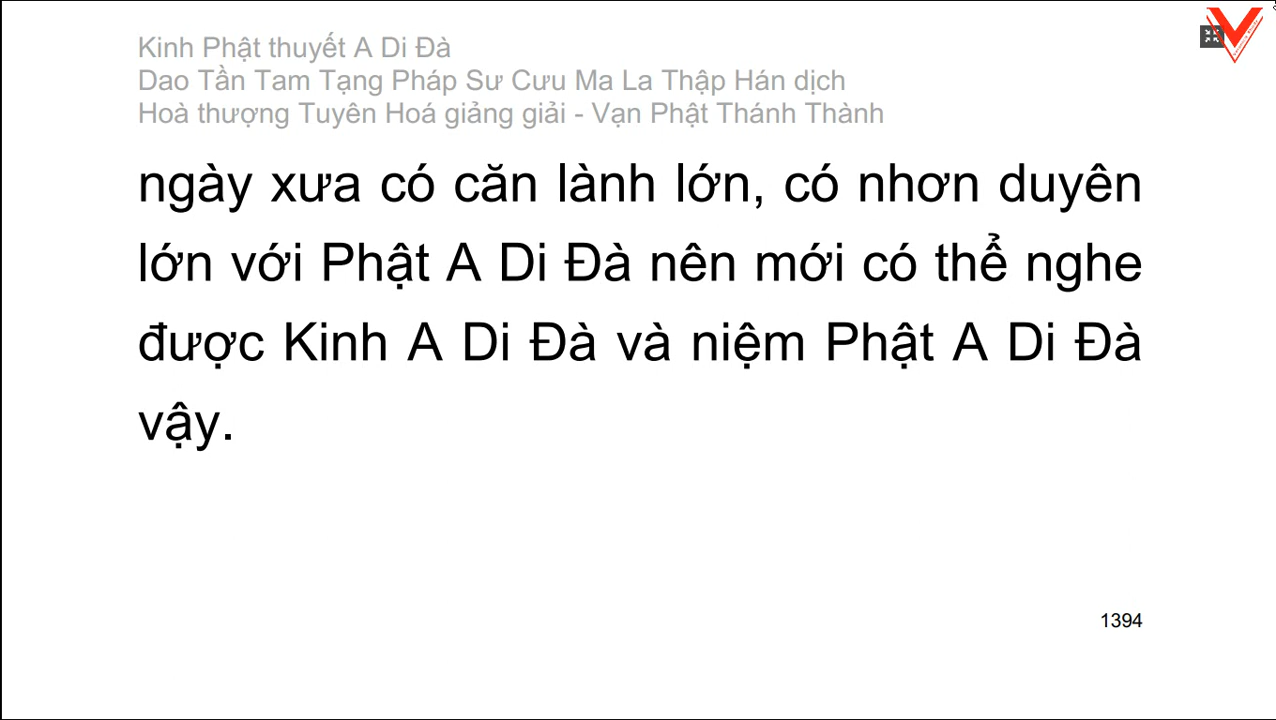 Kinh Phật thuyết A Di Đà
Dao Tần Tam Tạng Pháp Sư Cưu Ma La Thập Hán dịch
Hoà thượng Tuyên Hoá giảng giải - Vạn Phật Thánh Thành
ngày xưa có căn lành lớn, có nhơn duyên
lớn với Phật A Di Đà nên mới có thể nghe
được Kinh A Di Đà và niệm Phật A Di Đà
vậy.
1394